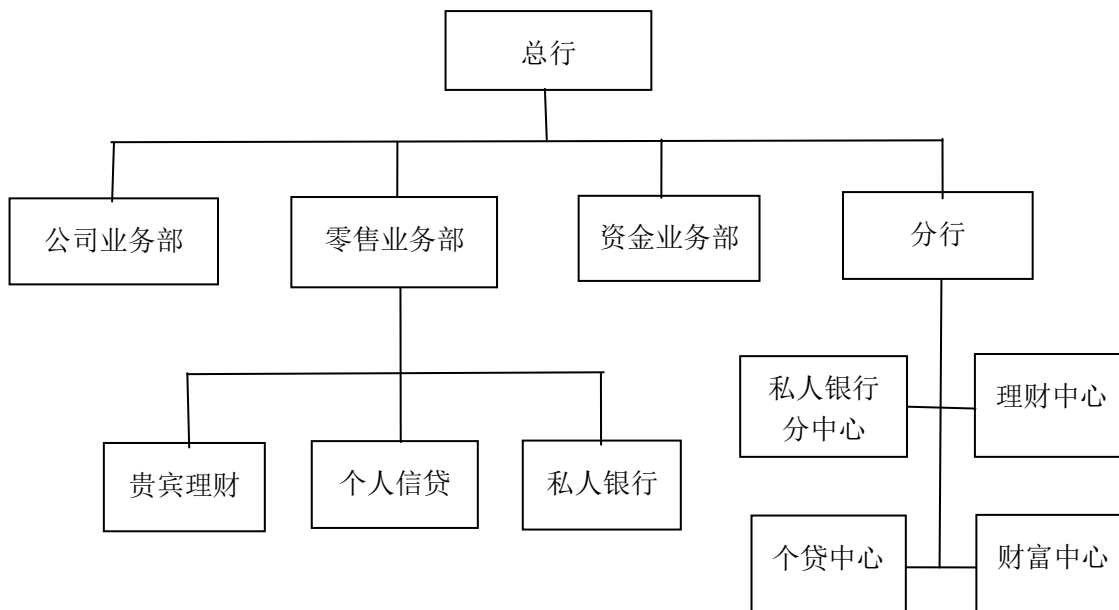 总行
公司业务部
零售业务部
资金业务部
分行
私人银行
分中心
理财中心
贵宾理财
个人信贷
私人银行
个贷中心
财富中心